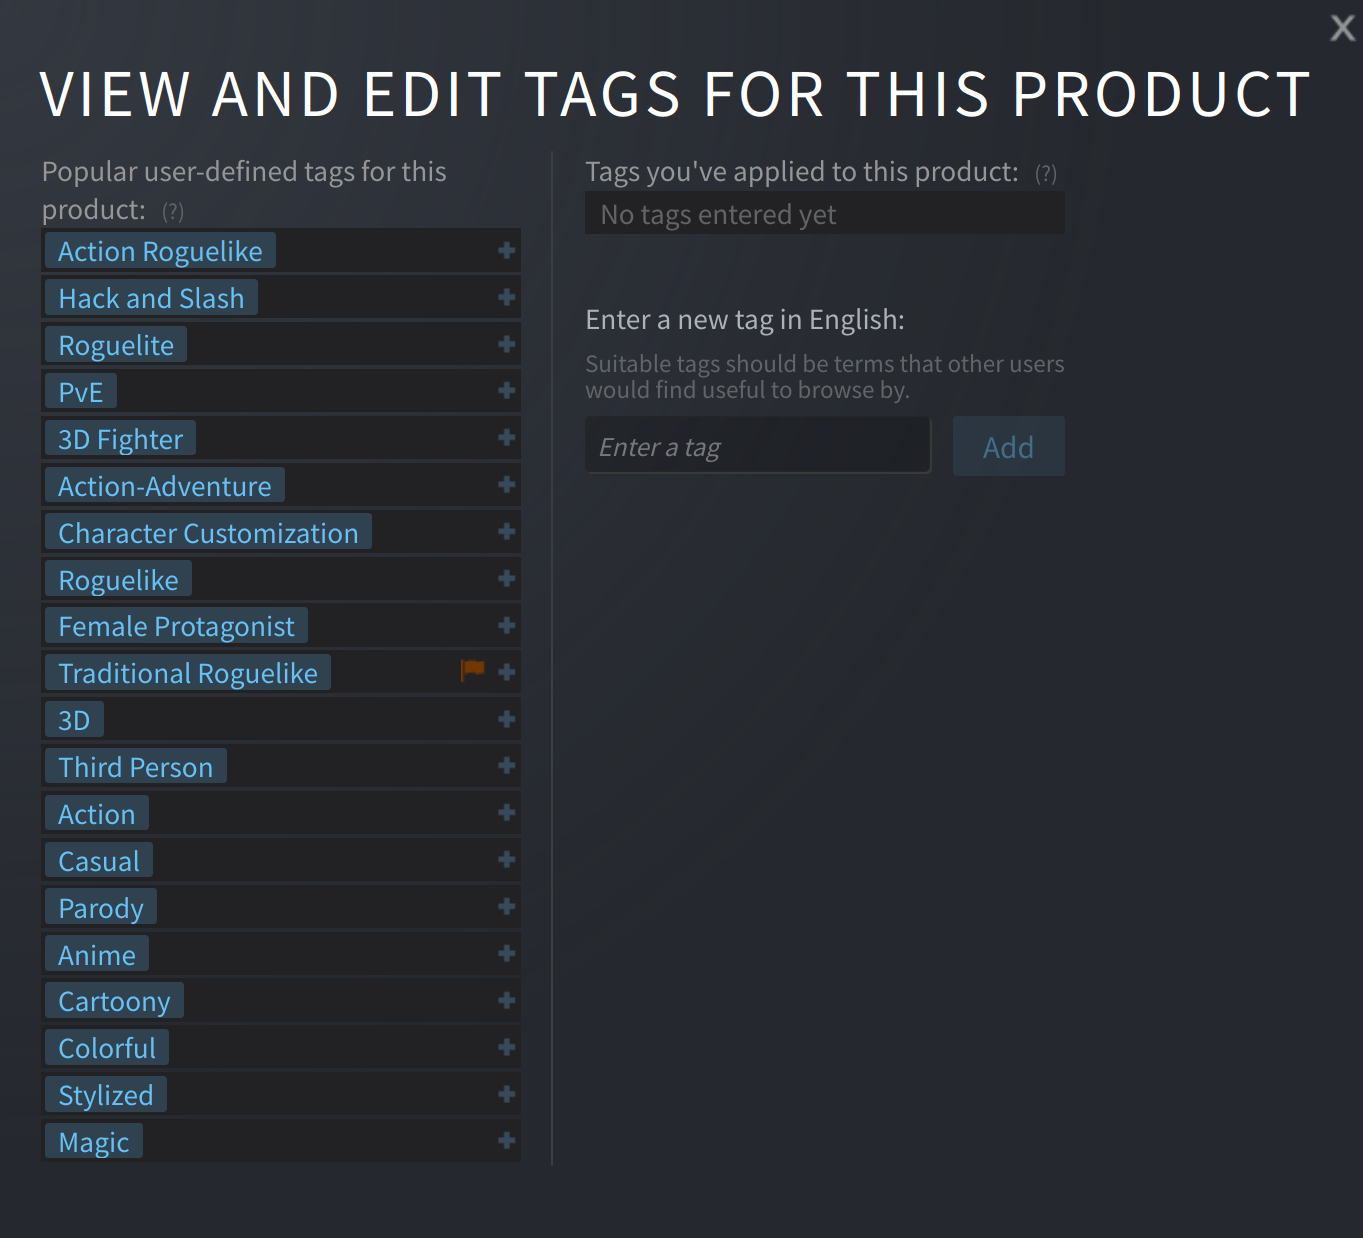 X
VIEW AND EDIT TAGS FOR THIS PRODUCT
Popular user-defined tags for this
product: (?)
Action Roguelike
Hack and Slash
Roguelite
PvE
3D Fighter
Action-Adventure
Character Customization
Roguelike
Female Protagonist
Traditional Roguelike
3D
Third Person
Action
Casual
Parody
Anime
Cartoony
Colorful
Stylized
Magic
Tags you've applied to this product: (?)
No tags entered yet
Enter a new tag in English:
Suitable tags should be terms that other users
would find useful to browse by.
Enter a tag
Add